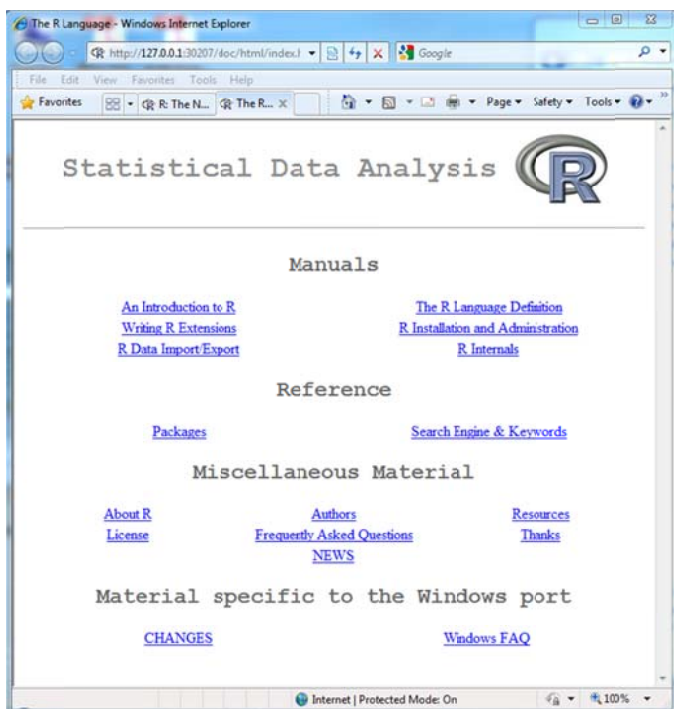 The R Language - Windows Internet Explorer
http://127.0.0.1:30207/doc/html/index.l
Google
File Edit View Favorites Tools Help
Favorites R: The N... The R... X Page Safety Tools
Statistical Data Analysis R
Manuals
An Introduction to R The R Language Definition
Writing R Extensions R Installation and Adminstration
R Data Import/Export R Internals
Reference
Packages Search Engine & Keywords
Miscellaneous Material
About R Authors Resources
License Frequently Asked Questions Thanks
NEWS
Material specific to the Windows port
CHANGES Windows FAQ
Internet | Protected Mode: On 100%